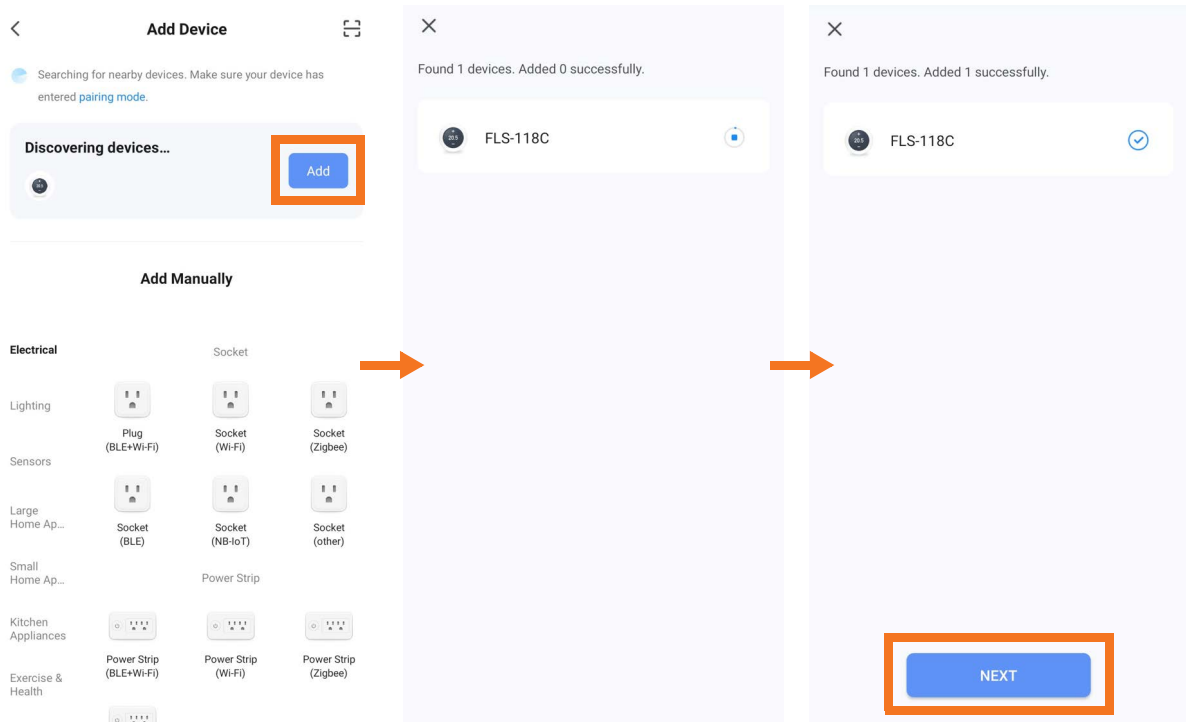 Add Device
Searching for nearby devices. Make sure your device has
entered pairing mode.
Discovering devices...
Add
Add Manually
Electrical
Lighting
Sensors
Large
Home Ap...
Small
Home Ap...
Kitchen
Appliances
Exercise &
Health
Socket
Plug
(BLE+Wi-Fi)
Socket
(Wi-Fi)
Socket
(Zigbee)
Socket
(BLE)
Socket
(NB-IoT)
Socket
(other)
Power Strip
Power Strip
(BLE+Wi-Fi)
Power Strip
(Wi-Fi)
Power Strip
(Zigbee)
Found 1 devices. Added 0 successfully.
20.5
FLS-118C
Found 1 devices. Added 1 successfully.
20.5
FLS-118C
NEXT